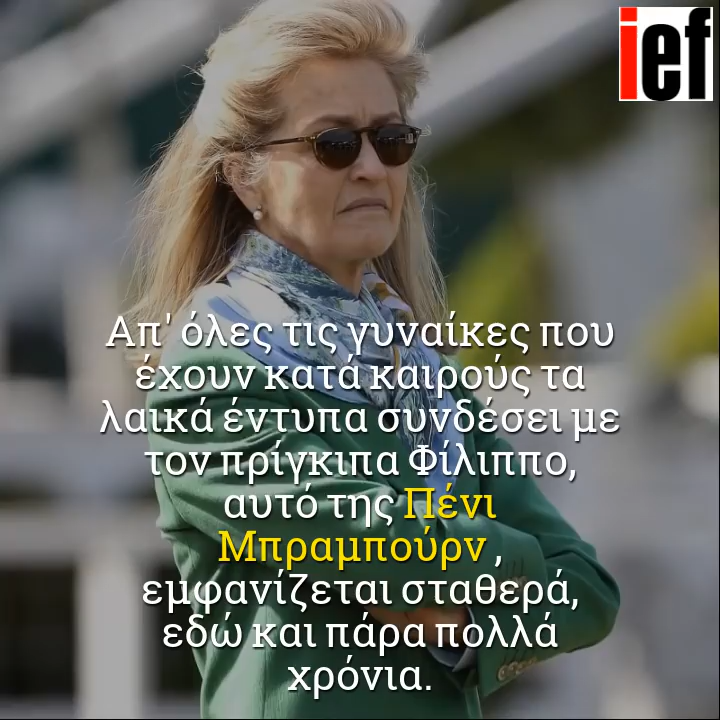 ief
Απ' όλες τις γυναίκες που
έχουν κατά καιρούς τα
λαικά έντυπα συνδέσει με
τον πρίγκιπα Φίλιππο,
αυτό της Πένι
Μπραμπούρν ,
εμφανίζεται σταθερά,
εδώ και πάρα πολλά
χρόνια.